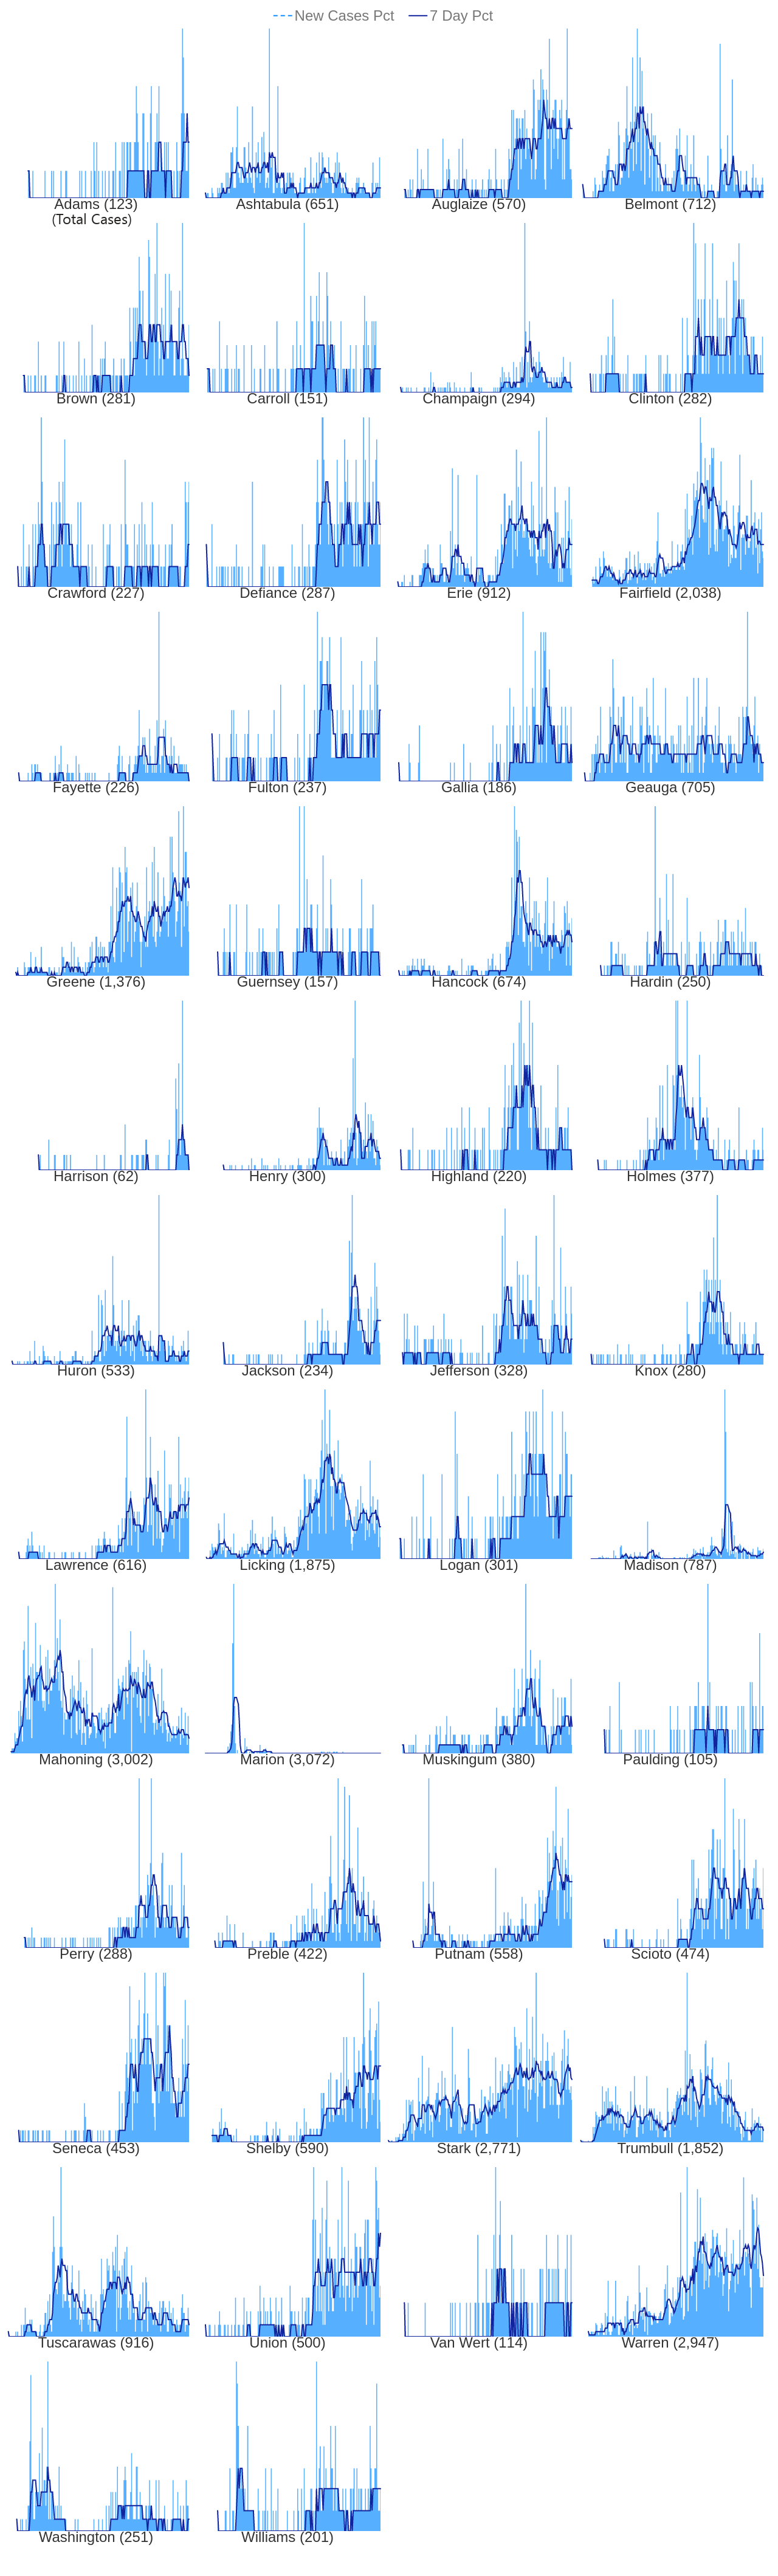 New Cases Pct 7 Day Pct
Adams (123) Ashtabula (651) Auglaize (570) Belmont (712)
(Total Cases)
Brown (281) Carroll (151) Champaign (294) Clinton (282)
Crawford (227) Defiance (287) Erie (912) Fairfield (2,038)
Fayette (226) Fulton (237) Gallia (186) Geauga (705)
Greene (1,376) Guernsey (157) Hancock (674) Hardin (250)
Harrison (62) Henry (300) Highland (220) Holmes (377)
Huron (533) Jackson (234) Jefferson (328) Knox (280)
Lawrence (616) Licking (1,875) Logan (301) Madison (787)
Mahoning (3,002) Marion (3,072) Muskingum (380) Paulding (105)
Perry (288) Preble (422) Putnam (558) Scioto (474)
Seneca (453) Shelby (590) Stark (2,771) Trumbull (1,852)
Tuscarawas (916) Union (500) Van Wert (114) Warren (2,947)
Washington (251) Williams (201)